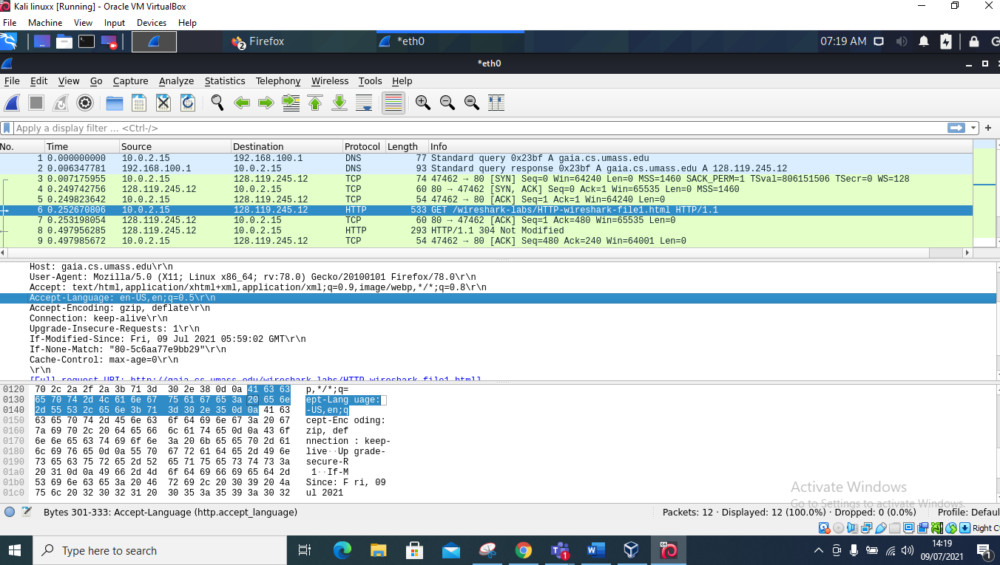 Kali linuxx [Running] - Oracle VM VirtualBox
File Machine View Input Devices Help
2 Firefox *eth0 07:19 AM
*eth0
File Edit View Go Capture Analyze Statistics Telephony Wireless Tools Help
Apply a display filter ... <Ctrl-/>
No. Time Source Destination Protocol Length Info
1 0.000000000 10.0.2.15 192.168.100.1 DNS 77 Standard query 0x23bf A gaia.cs.umass.edu
2 0.006347781 192.168.100.1 10.0.2.15 DNS 93 Standard query response 0x23bf A gaia.cs.umass.edu A 128.119.245.12
3 0.007175955 10.0.2.15 128.119.245.12 TCP 74 47462 → 80 [SYN] Seq=0 Win=64240 Len=0 MSS=1460 SACK_PERM=1 TSval=806151506 TSecr=0 WS=128
4 0.249742756 128.119.245.12 10.0.2.15 TCP 60 80 → 47462 [SYN, ACK] Seq=0 Ack=1 Win=65535 Len=0 MSS=1460
5 0.249823642 10.0.2.15 128.119.245.12 TCP 54 47462 → 80 [ACK] Seq=1 Ack=1 Win=64240 Len=0
6 0.252670806 10.0.2.15 128.119.245.12 HTTP 533 GET /wireshark-labs/HTTP-wireshark-file1.html HTTP/1.1
7 0.253198054 128.119.245.12 10.0.2.15 TCP 60 80 → 47462 [ACK] Seq=1 Ack=480 Win=65535 Len=0
8 0.497956285 128.119.245.12 10.0.2.15 HTTP 293 HTTP/1.1 304 Not Modified
9 0.497985672 10.0.2.15 128.119.245.12 TCP 54 47462 → 80 [ACK] Seq=480 Ack=240 Win=64001 Len=0
Host: gaia.cs.umass.edu\r\n
User-Agent: Mozilla/5.0 (X11; Linux x86_64; rv:78.0) Gecko/20100101 Firefox/78.0\r\n
Accept: text/html,application/xhtml+xml,application/xml;q=0.9,image/webp,*/*;q=0.8\r\n
Accept-Language: en-US,en;q=0.5\r\n
Accept-Encoding: gzip, deflate\r\n
Connection: keep-alive\r\n
Upgrade-Insecure-Requests: 1\r\n
If-Modified-Since: Fri, 09 Jul 2021 05:59:02 GMT\r\n
If-None-Match: "80-5c6aa77e9bb29"\r\n
Cache-Control: max-age=0\r\n
\r\n
[Full request URI: http://gaia.cs.umass.edu/wireshark-labs/HTTP-wireshark-file1.html]
0120 70 2c 2a 2f 2a 3b 71 3d 30 2e 38 0d 0a 41 63 63 p,*/*;q=
0130 65 70 74 2d 4c 61 6e 67 75 61 67 65 3a 20 65 6e ept-Lang uage:
0140 2d 55 53 2c 65 6e 3b 71 3d 30 2e 35 0d 0a 41 63 -US,en;q
0150 63 65 70 74 2d 45 6e 63 6f 64 69 6e 67 3a 20 67 cept-Enc oding:
0160 7a 69 70 2c 20 64 65 66 6c 61 74 65 0d 0a 43 6f zip, def
0170 6e 6e 65 63 74 69 6f 6e 3a 20 6b 65 65 70 2d 61 nnection : keep-
0180 6c 69 76 65 0d 0a 55 70 67 72 61 64 65 2d 49 6e live··Up grade-
0190 73 65 63 75 72 65 2d 52 65 71 75 65 73 74 73 3a secure-R
01a0 20 31 0d 0a 49 66 2d 4d 6f 64 69 66 69 65 64 2d 1··If-M
01b0 53 69 6e 63 65 3a 20 46 72 69 2c 20 30 39 20 4a Since: F ri, 09
01c0 75 6c 20 32 30 32 31 20 30 35 3a 35 39 3a 30 32 ul 2021
Activate Windows
Go to Settings to activate Windows.
Bytes 301-333: Accept-Language (http.accept_language) Packets: 12 · Displayed: 12 (100.0%) · Dropped: 0 (0.0%) Profile: Defaul
Right C
Type here to search
64
1
14:19
09/07/2021
1